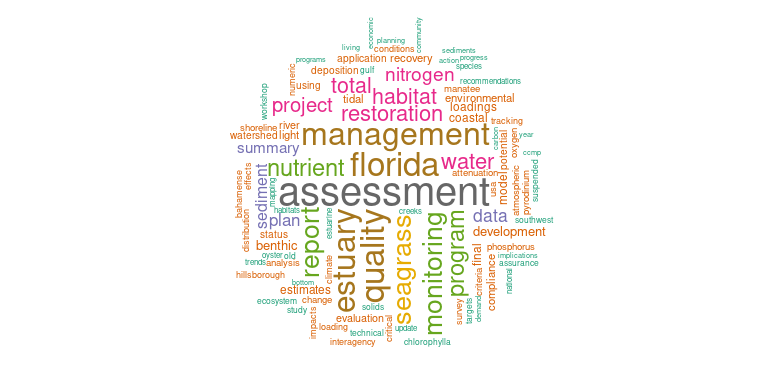 economic
community
planning
living
conditions
sediments
programs
application
recovery
progress
action
species
deposition
gulf
nitrogen
numeric
using
total
habitat
recommendations
manatee
workshop
tidal
environmental
project
restoration
loadings
coastal
tracking
shoreline
river
watershed
light
management
carbon
potential
oxygen
year
summary
ccmp
nutrient
florida
water
attenuation
model
atmospheric
suspended
effects
sediment
mapping
assessment
usa
pyrodinium
bahamense
distribution
plan
habitats
report
estuarine
estuary
quality
creeks
seagrass
monitoring
program
data
southwest
development
status
benthic
final
phosphorus
oyster
old
implications
trends
analysis
climate
compliance
assurance
hillsborough
bottom
criteria
national
estimates
ecosystem
change
solids
survey
targets
demand
study
impacts
evaluation
critical
loading
update
technical
interagency
chlorophylla